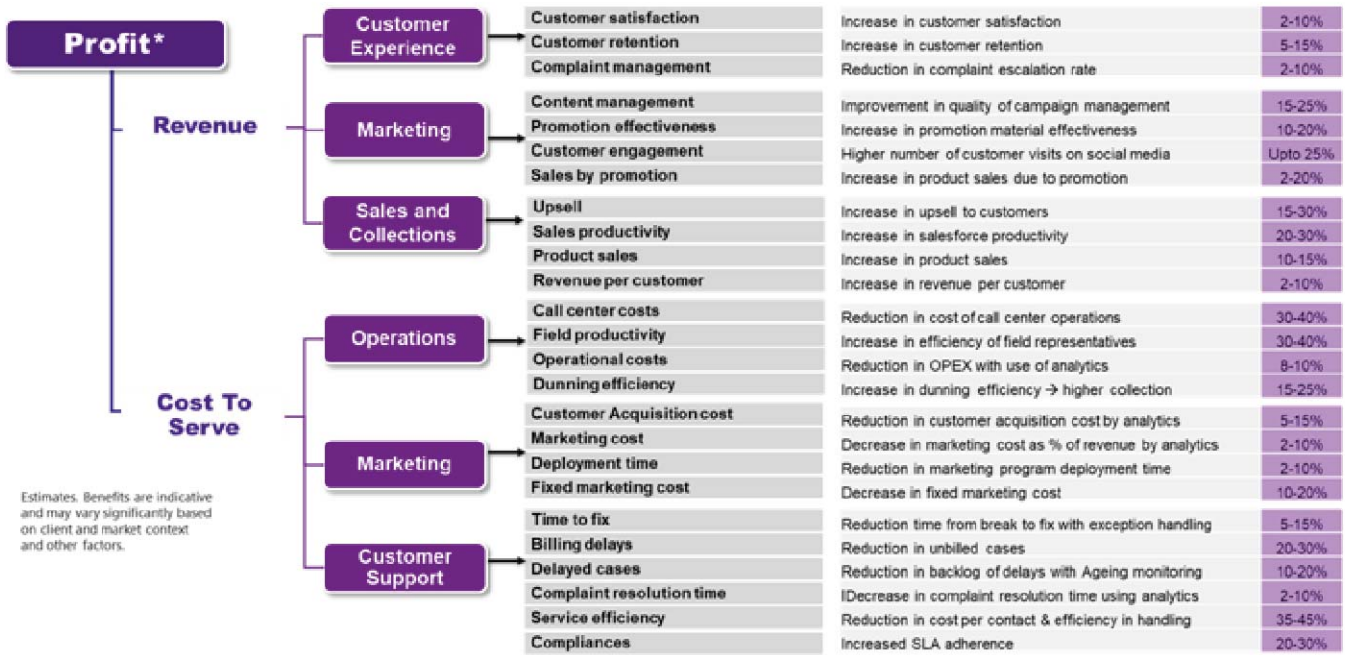 Profit*
Revenue
Customer
Experience
Customer satisfaction Increase in customer satisfaction 2-10%
Customer retention Increase in customer retention 5-15%
Complaint management Reduction in complaint escalation rate 2-10%
Marketing
Content management Improvement in quality of campaign management 15-25%
Promotion effectiveness Increase in promotion material effectiveness 10-20%
Customer engagement Higher number of customer visits on social media Upto 25%
Sales by promotion Increase in product sales due to promotion 2-20%
Sales and
Collections
Upsell Increase in upsell to customers 15-30%
Sales productivity Increase in salesforce productivity 20-30%
Product sales Increase in product sales 10-15%
Revenue per customer Increase in revenue per customer 2-10%
Cost To
Serve
Operations
Call center costs Reduction in cost of call center operations 30-40%
Field productivity Increase in efficiency of field representatives 30-40%
Operational costs Reduction in OPEX with use of analytics 8-10%
Dunning efficiency Increase in dunning efficiency → higher collection 15-25%
Marketing
Customer Acquisition cost Reduction in customer acquisition cost by analytics 5-15%
Marketing cost Decrease in marketing cost as % of revenue by analytics 2-10%
Deployment time Reduction in marketing program deployment time 2-10%
Fixed marketing cost Decrease in fixed marketing cost 10-20%
Customer
Support
Time to fix Reduction time from break to fix with exception handling 5-15%
Billing delays Reduction in unbilled cases 20-30%
Delayed cases Reduction in backlog of delays with Ageing monitoring 10-20%
Complaint resolution time IDecrease in complaint resolution time using analytics 2-10%
Service efficiency Reduction in cost per contact & efficiency in handling 35-45%
Compliances Increased SLA adherence 20-30%
Estimates. Benefits are indicative
and may vary significantly based
on client and market context
and other factors.